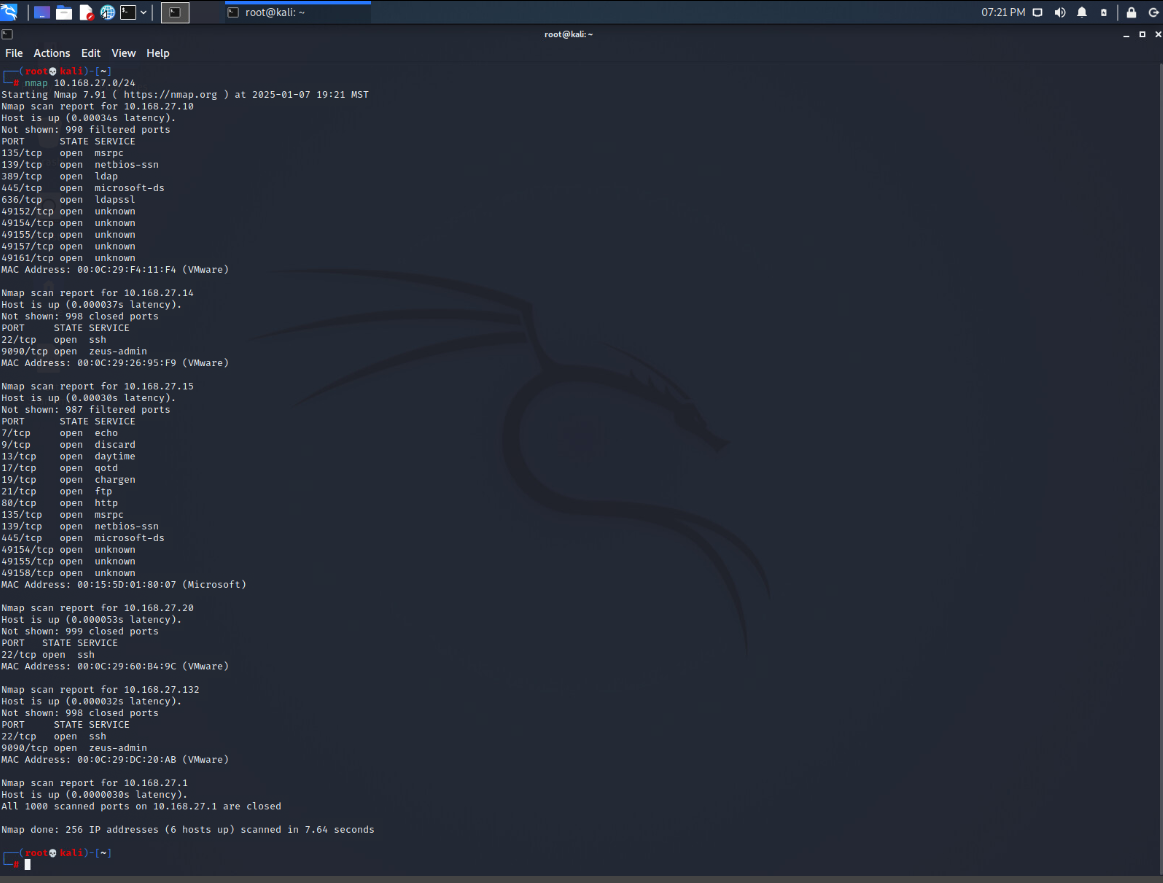 root@kali: ~
07:21 PM
root@kali: ~
File Actions Edit View Help
┌──(root💀kali)-[~]
└─# nmap 10.168.27.0/24
Starting Nmap 7.91 ( https://nmap.org ) at 2025-01-07 19:21 MST
Nmap scan report for 10.168.27.10
Host is up (0.00034s latency).
Not shown: 990 filtered ports
PORT      STATE SERVICE
135/tcp   open  msrpc
139/tcp   open  netbios-ssn
389/tcp   open  ldap
445/tcp   open  microsoft-ds
636/tcp   open  ldapssl
49152/tcp open  unknown
49154/tcp open  unknown
49155/tcp open  unknown
49157/tcp open  unknown
49161/tcp open  unknown
MAC Address: 00:0C:29:F4:11:F4 (VMware)

Nmap scan report for 10.168.27.14
Host is up (0.000037s latency).
Not shown: 998 closed ports
PORT     STATE SERVICE
22/tcp   open  ssh
9090/tcp open  zeus-admin
MAC Address: 00:0C:29:26:95:F9 (VMware)

Nmap scan report for 10.168.27.15
Host is up (0.00030s latency).
Not shown: 987 filtered ports
PORT      STATE SERVICE
7/tcp     open  echo
9/tcp     open  discard
13/tcp    open  daytime
17/tcp    open  qotd
19/tcp    open  chargen
21/tcp    open  ftp
80/tcp    open  http
135/tcp   open  msrpc
139/tcp   open  netbios-ssn
445/tcp   open  microsoft-ds
49154/tcp open  unknown
49155/tcp open  unknown
49158/tcp open  unknown
MAC Address: 00:15:5D:01:80:07 (Microsoft)

Nmap scan report for 10.168.27.20
Host is up (0.000053s latency).
Not shown: 999 closed ports
PORT   STATE SERVICE
22/tcp open  ssh
MAC Address: 00:0C:29:60:B4:9C (VMware)

Nmap scan report for 10.168.27.132
Host is up (0.000032s latency).
Not shown: 998 closed ports
PORT     STATE SERVICE
22/tcp   open  ssh
9090/tcp open  zeus-admin
MAC Address: 00:0C:29:DC:20:AB (VMware)

Nmap scan report for 10.168.27.1
Host is up (0.0000030s latency).
All 1000 scanned ports on 10.168.27.1 are closed

Nmap done: 256 IP addresses (6 hosts up) scanned in 7.64 seconds

┌──(root💀kali)-[~]
└─#